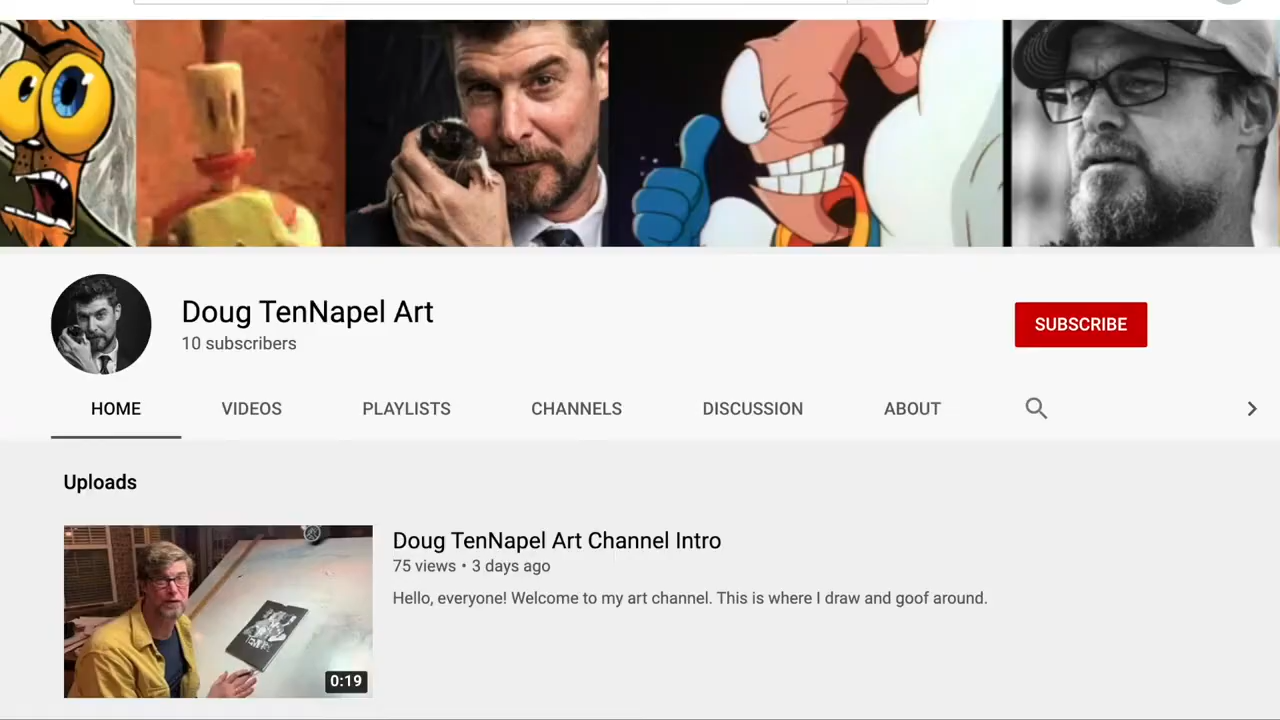 Doug TenNapel Art
10 subscribers
SUBSCRIBE
HOME VIDEOS PLAYLISTS CHANNELS DISCUSSION ABOUT
Uploads
Doug TenNapel Art Channel Intro
75 views • 3 days ago
Hello, everyone! Welcome to my art channel. This is where I draw and goof around.
0:19